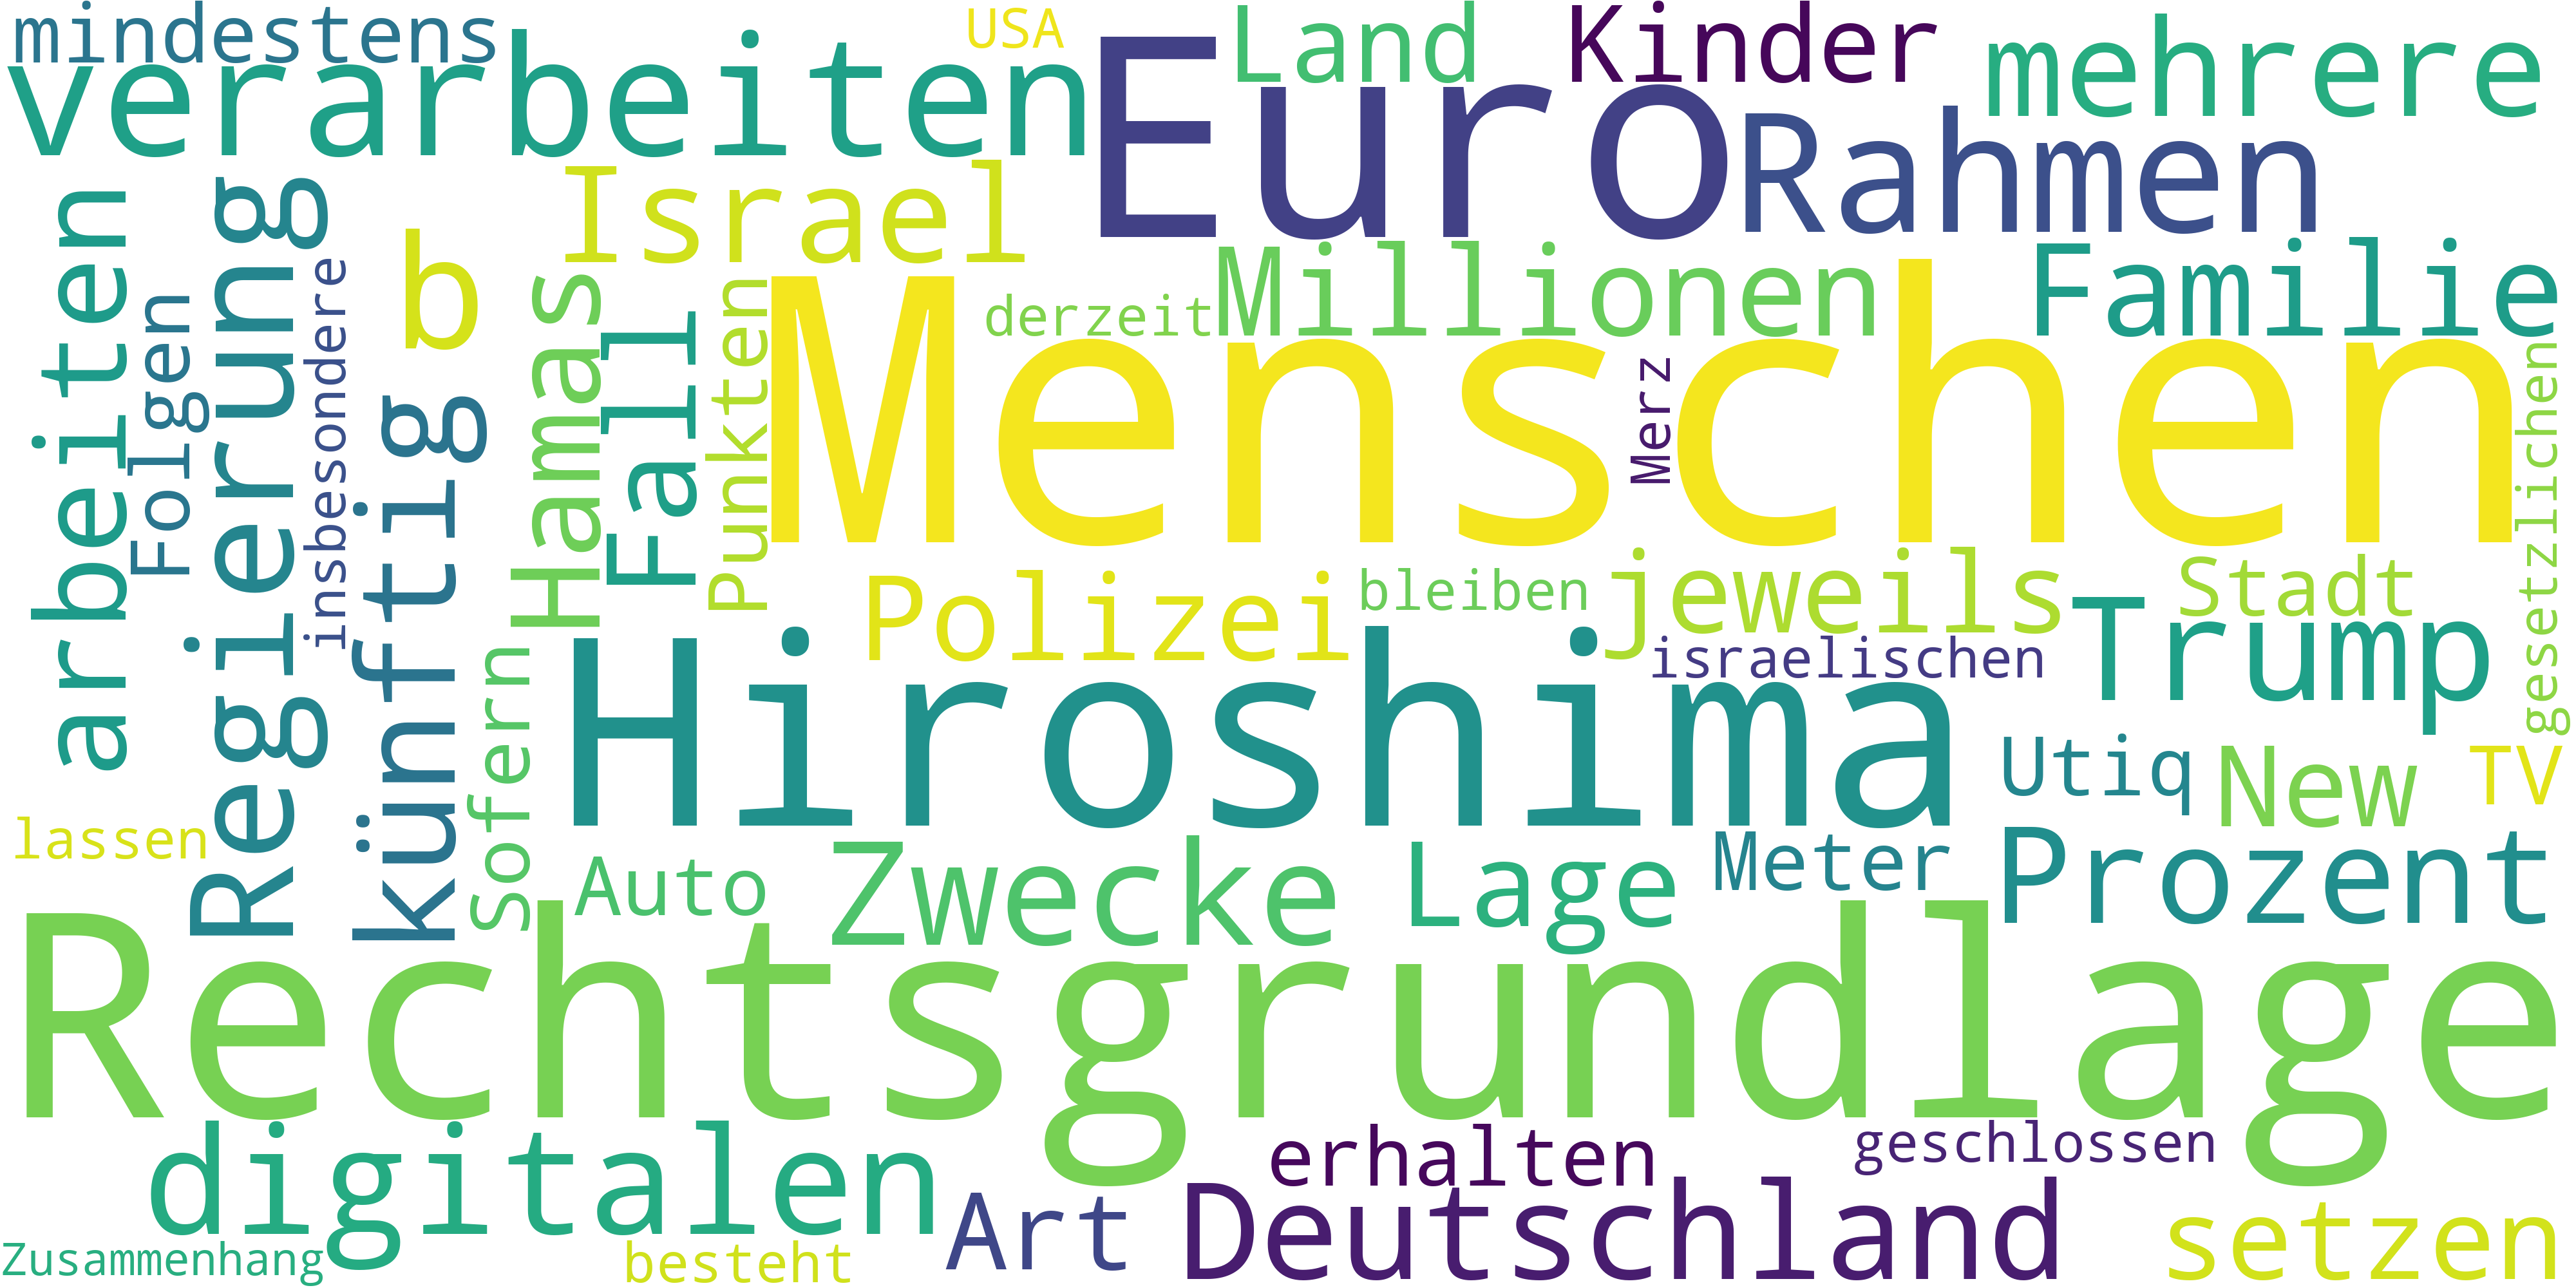 mindestens
USA
Land
Kinder
mehrere
verarbeiten
Euro
Rahmen
Israel
Millionen
Familie
derzeit
Menschen
b
arbeiten
Folgen
Regierung
insbesondere
künftig
Hamas
Fall
Punkten
Merz
gesetzlichen
Polizei
bleiben
jeweils
Stadt
Trump
israelischen
Hiroshima
Sofern
Utiq
New
TV
lassen
Auto
Zwecke
Lage
Meter
Prozent
Rechtsgrundlage
digitalen
erhalten
geschlossen
Art
Deutschland
setzen
Zusammenhang
besteht